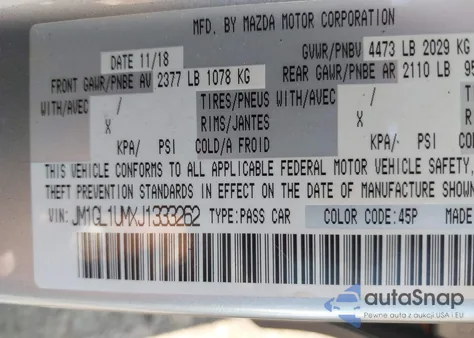 MFD. BY MAZDA MOTOR CORPORATION
DATE 11/18 GVWR/PNBV 4473 LB 2029 KG
FRONT GAWR/PNBE AV 2377 LB 1078 KG REAR GAWR/PNBE AR 2110 LB 95
WITH/AVEC / TIRES/PNEUS WITH/AVEC /
X RIMS/JANTES X
KPA/ PSI COLD/A FROID KPA/ PSI
THIS VEHICLE CONFORMS TO ALL APPLICABLE FEDERAL MOTOR VEHICLE SAFETY,
THEFT PREVENTION STANDARDS IN EFFECT ON THE DATE OF MANUFACTURE SHOWN
VIN: JM1GL1UMXJ1333262 TYPE:PASS CAR COLOR CODE:45P MADE
autoSnap
Pewne auta z aukcji USA i EU